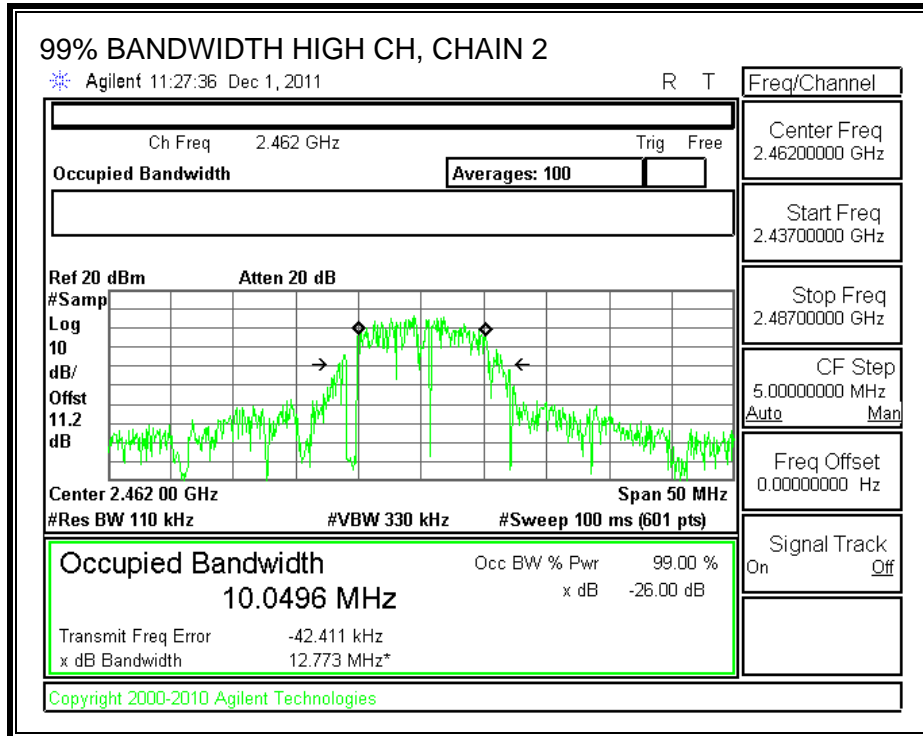 99% BANDWIDTH HIGH CH, CHAIN 2
Agilent 11:27:36 Dec 1, 2011 R T
Freq/Channel
Ch Freq 2.462 GHz Trig Free
Occupied Bandwidth Averages: 100
Center Freq
2.46200000 GHz
Start Freq
2.43700000 GHz
Stop Freq
2.48700000 GHz
CF Step
5.00000000 MHz
Auto Man
Freq Offset
0.00000000 Hz
Signal Track
On Off
Ref 20 dBm Atten 20 dB
#Samp
Log
10
dB/
Offst
11.2
dB
Center 2.462 00 GHz Span 50 MHz
#Res BW 110 kHz #VBW 330 kHz #Sweep 100 ms (601 pts)
Occupied Bandwidth Occ BW % Pwr 99.00 %
10.0496 MHz x dB -26.00 dB
Transmit Freq Error -42.411 kHz
x dB Bandwidth 12.773 MHz*
Copyright 2000-2010 Agilent Technologies